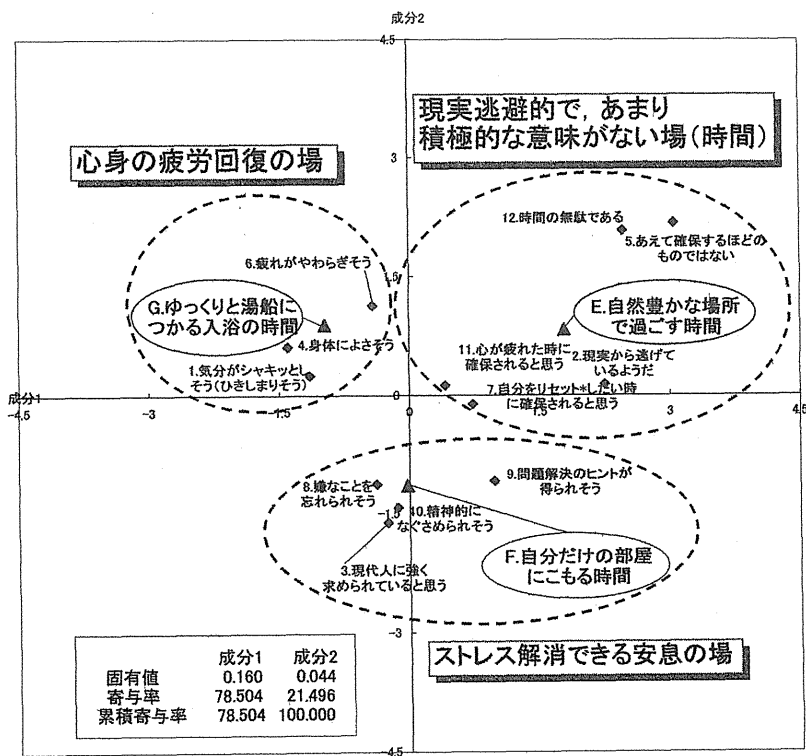 成分2
4.5
現実逃避的で，あまり
積極的な意味がない場(時間)
心身の疲労回復の場
3
12.時間の無駄である
5.あえて確保するほどの
ものではない
6.疲れがやわらぎそう
G.ゆっくりと湯船に
つかる入浴の時間
E.自然豊かな場所
で過ごす時間
4.身体によさそう
11.心が疲れた時に
確保されると思う
2.現実から逃げて
いるようだ
1.気分がシャキッとし
そう(ひきしまりそう)
7.自分をリセット*したい時
に確保されると思う
成分1
-4.5
-3
-1.5
0
0
1.5
3
4.5
9.問題解決のヒントが
得られそう
8.嫌なことを
忘れられそう
-1.5
10.精神的に
なぐさめられそう
3.現代人に強く
求められていると思う
F.自分だけの部屋
にこもる時間
-3
ストレス解消できる安息の場
成分1 成分2
固有値 0.160 0.044
寄与率 78.504 21.496
累積寄与率 78.504 100.000
-4.5